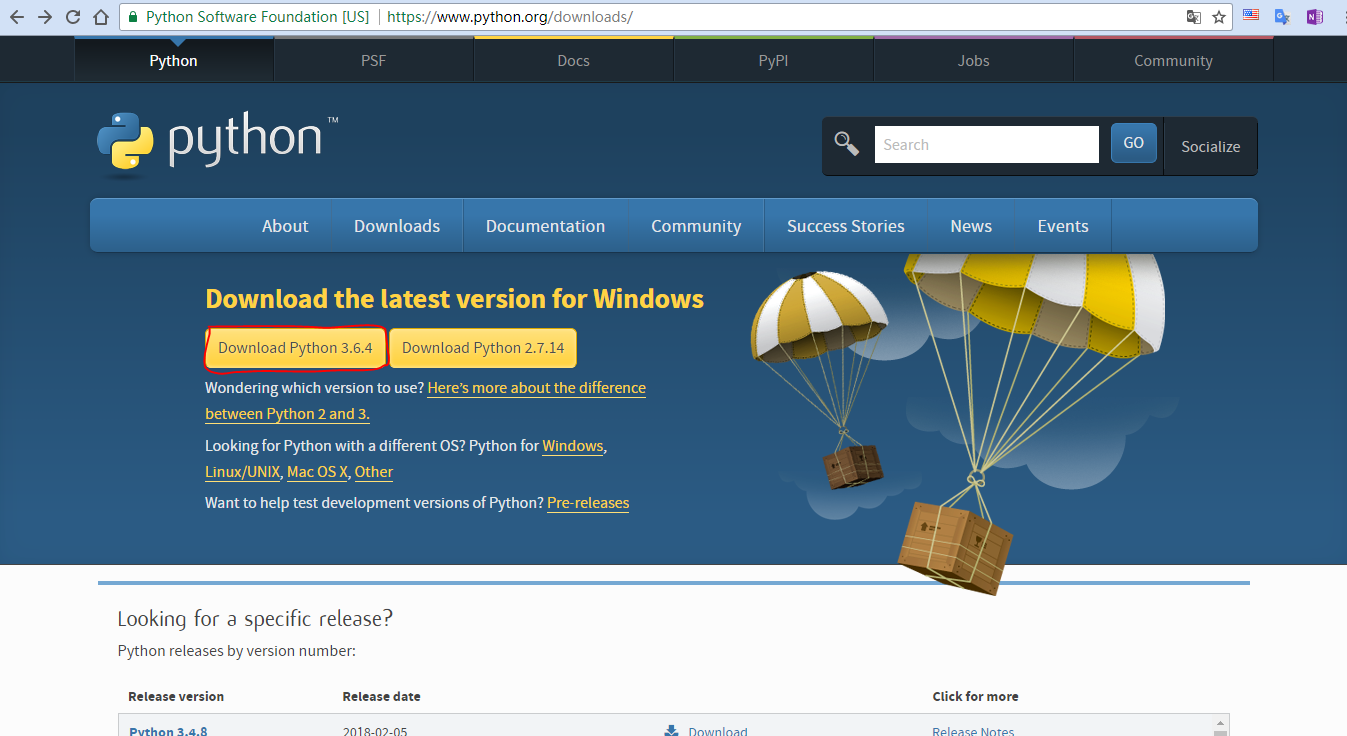 Python Software Foundation [US] https://www.python.org/downloads/
Python PSF Docs PyPI Jobs Community
python™
Search GO Socialize
About Downloads Documentation Community Success Stories News Events
Download the latest version for Windows
Download Python 3.6.4 Download Python 2.7.14
Wondering which version to use? Here's more about the difference
between Python 2 and 3.
Looking for Python with a different OS? Python for Windows,
Linux/UNIX, Mac OS X, Other
Want to help test development versions of Python? Pre-releases
Looking for a specific release?
Python releases by version number:
Release version Release date Click for more
Python 3.4.8 2018-02-05 Download Release Notes